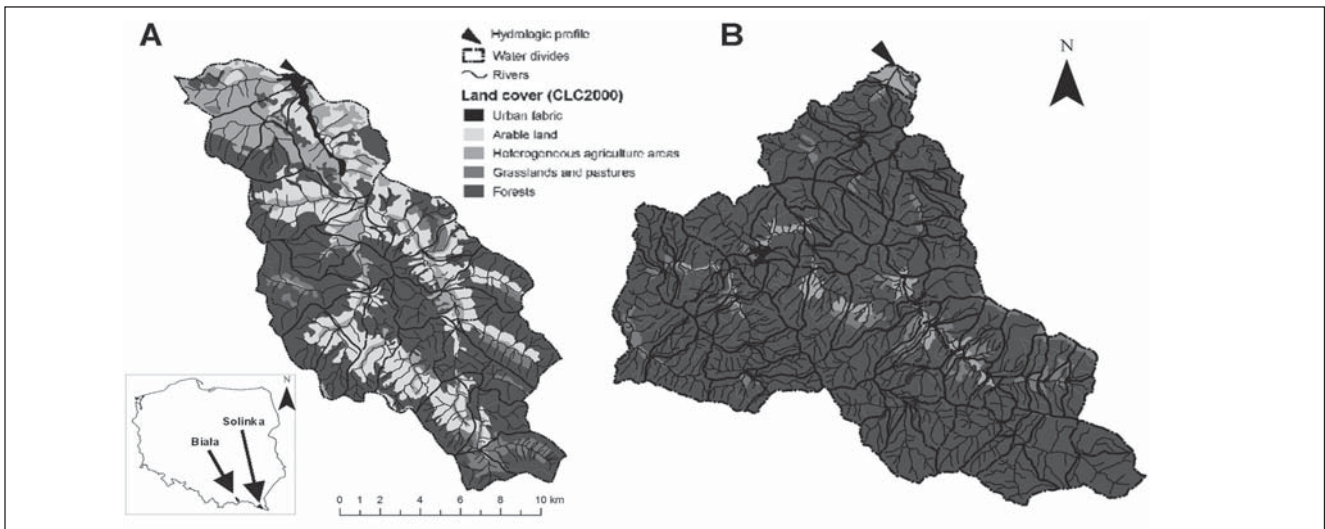 A
Hydrologic profile
Water divides
Rivers
Land cover (CLC2000)
Urban fabric
Arable land
Heterogeneous agriculture areas
Grasslands and pastures
Forests
B
N
N
Solinka
Biała
0 1 2 4 6 8 10 km